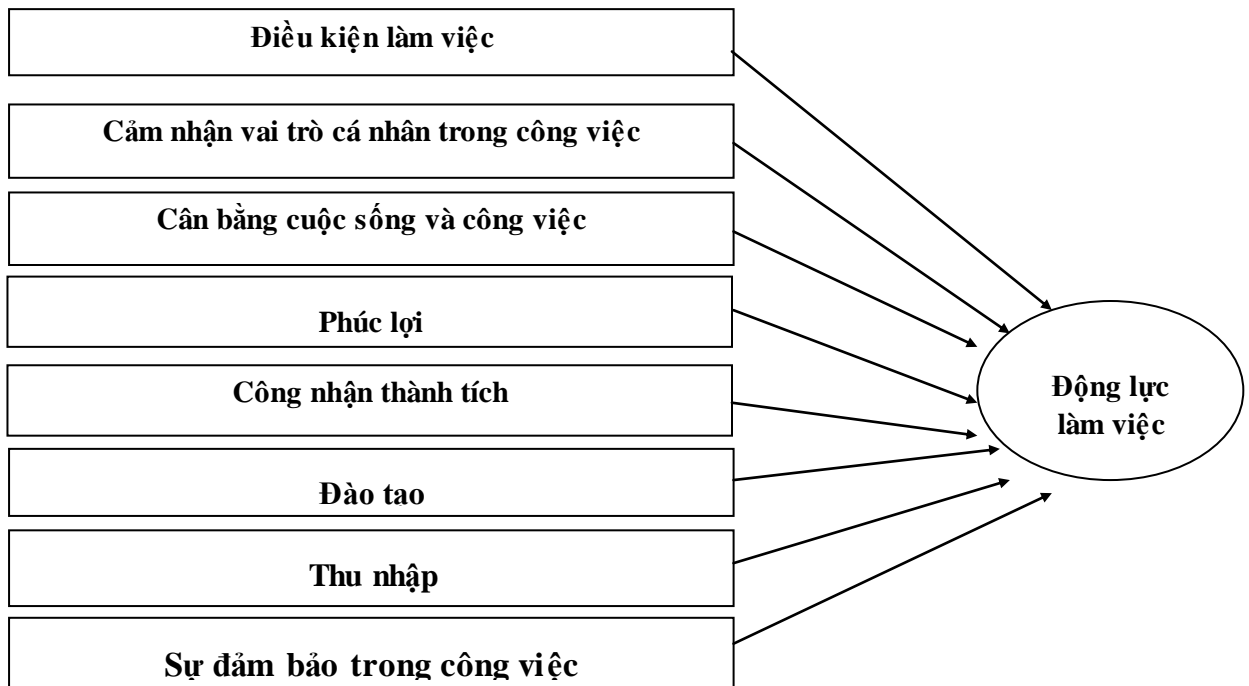 Điều kiện làm việc
Cảm nhận vai trò cá nhân trong công việc
Cân bằng cuộc sống và công việc
Phúc lợi
Công nhận thành tích
Đào tao
Thu nhập
Sự đảm bảo trong công việc
Động lực
làm việc